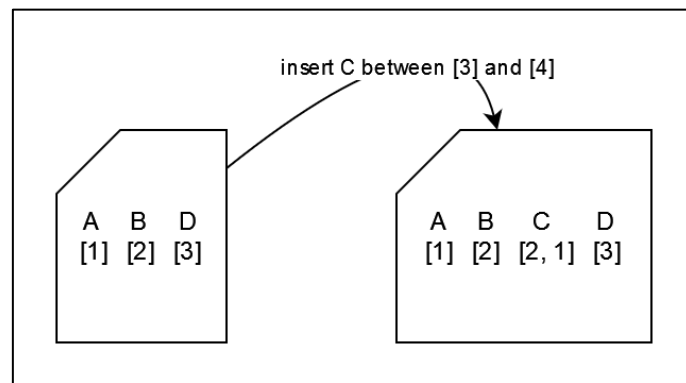 insert C between [3] and [4]
A B D
[1] [2] [3]
A B C D
[1] [2] [2, 1] [3]